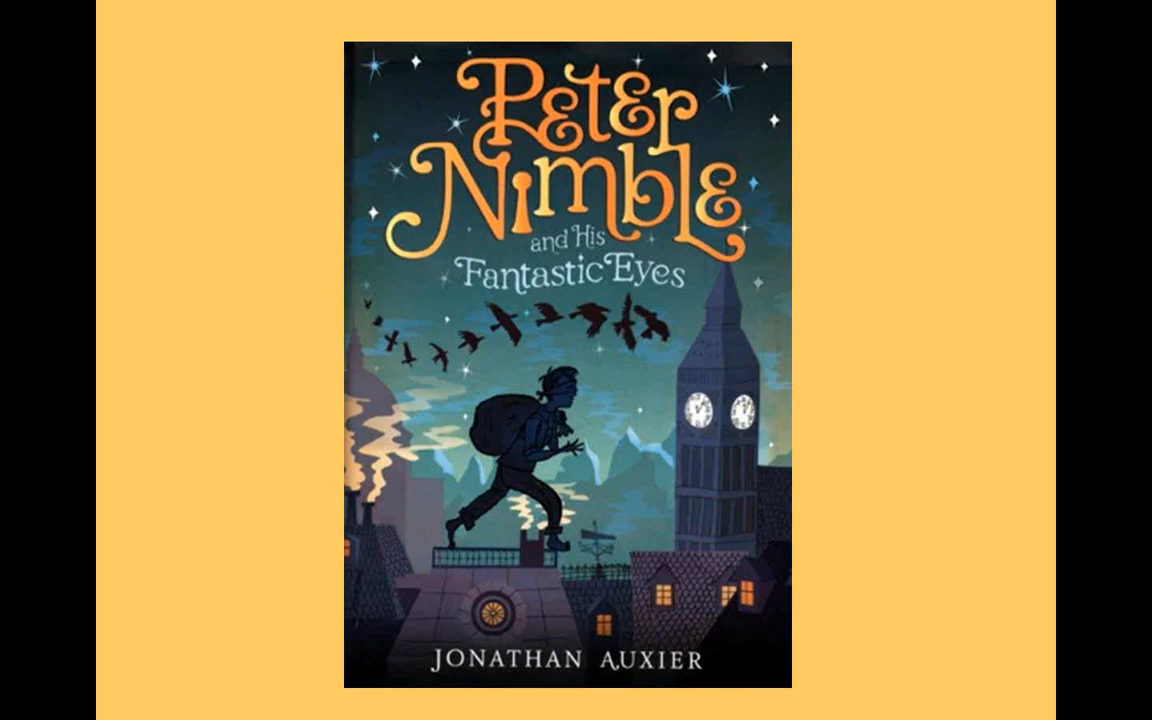 Peter
Nimble
and His
Fantastic Eyes
JONATHAN AUXIER